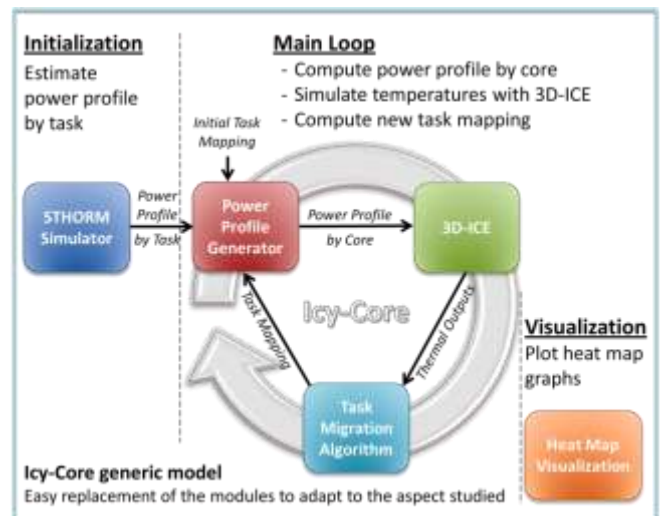 Initialization
Estimate
power profile
by task
Main Loop
- Compute power profile by core
- Simulate temperatures with 3D-ICE
- Compute new task mapping
Initial Task
Mapping
STHORM
Simulator
Power
Profile
by Task
Power
Profile
Generator
Power Profile
by Core
3D-ICE
Icy-Core
Task Mapping
Thermal Outputs
Task
Migration
Algorithm
Visualization
Plot heat map
graphs
Heat Map
Visualization
Icy-Core generic model
Easy replacement of the modules to adapt to the aspect studied